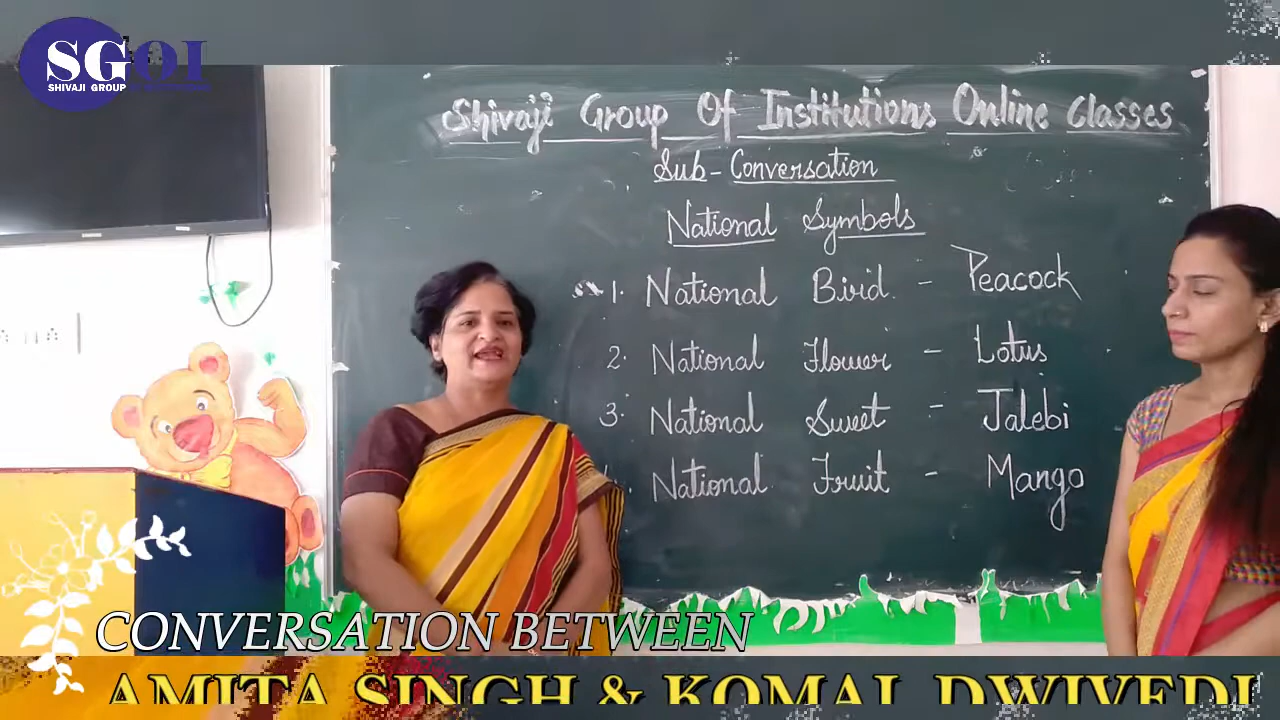 SGOI
SHIVAJI GROUP
Shivaji Group Of Institutions Online Classes
Sub - Conversation
National Symbols
1. National Bird. - Peacock
2. National Flower - Lotus
3. National Sweet - Jalebi
National Fruit - Mango
CONVERSATION BETWEEN
AMITA SINGH & KOMAL DWIVEDI